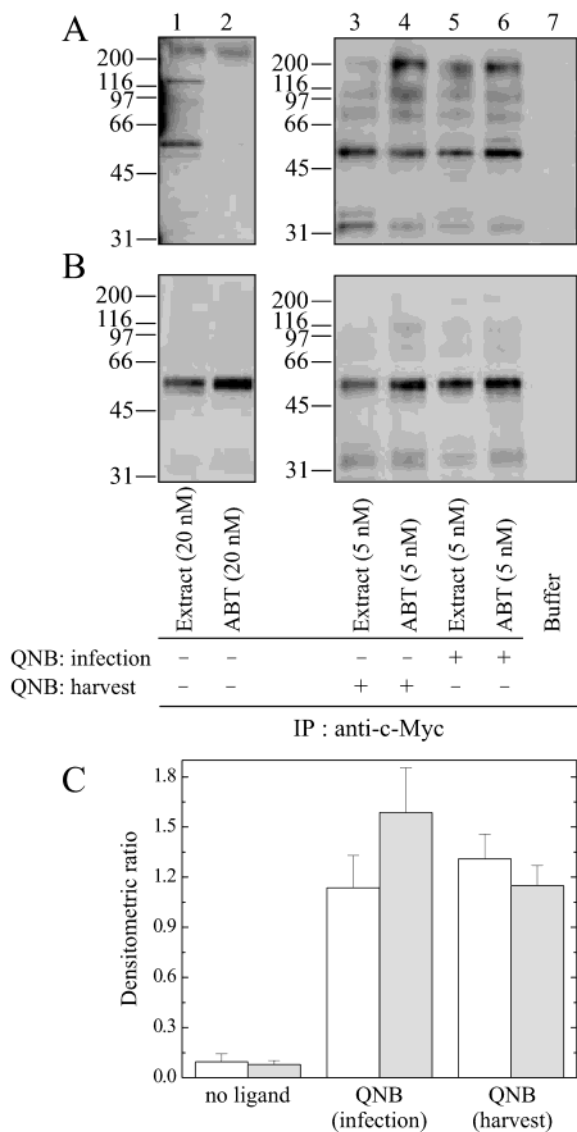 A
1 2 3 4 5 6 7
200
116
97
66
45
31
200
116
97
66
45
31
B
200
116
97
66
45
31
200
116
97
66
45
31
Extract (20 nM)
ABT (20 nM)
Extract (5 nM)
ABT (5 nM)
Extract (5 nM)
ABT (5 nM)
Buffer
QNB: infection – – – – + +
QNB: harvest – – + + – –
IP : anti-c-Myc
C
Densitometric ratio
1.8
1.5
1.2
0.9
0.6
0.3
0.0
no ligand
QNB
(infection)
QNB
(harvest)